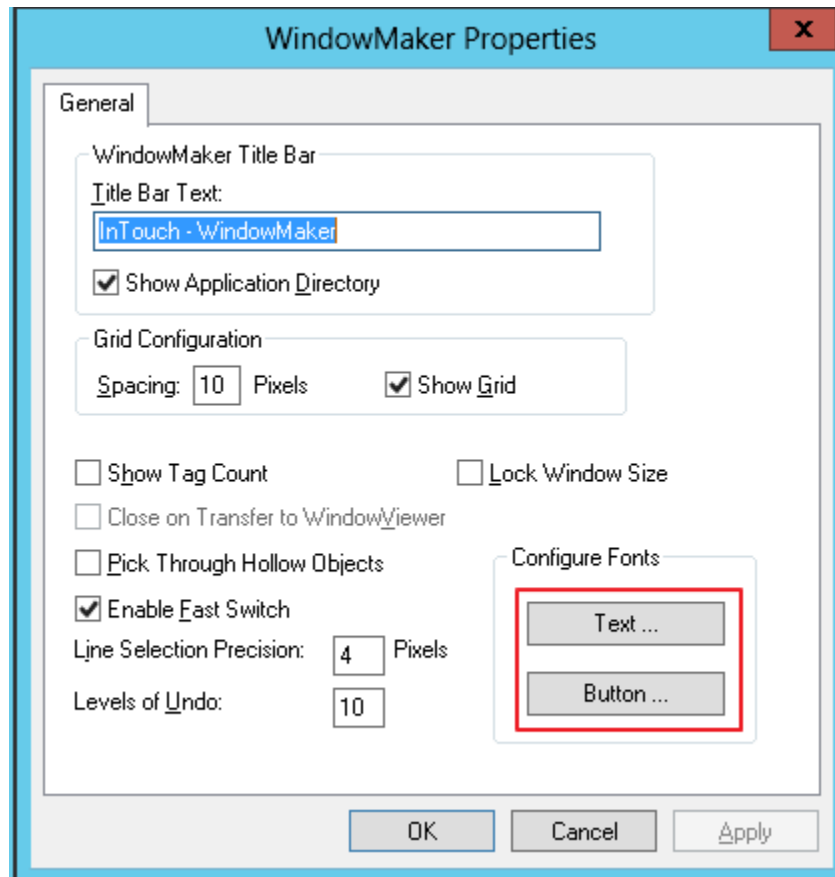 WindowMaker Properties
x
General
WindowMaker Title Bar
Title Bar Text:
InTouch - WindowMaker
Show Application Directory
Grid Configuration
Spacing: 10 Pixels Show Grid
Show Tag Count Lock Window Size
Close on Transfer to WindowViewer
Pick Through Hollow Objects Configure Fonts
Enable Fast Switch Text ...
Line Selection Precision: 4 Pixels
Levels of Undo: 10 Button ...
OK Cancel Apply